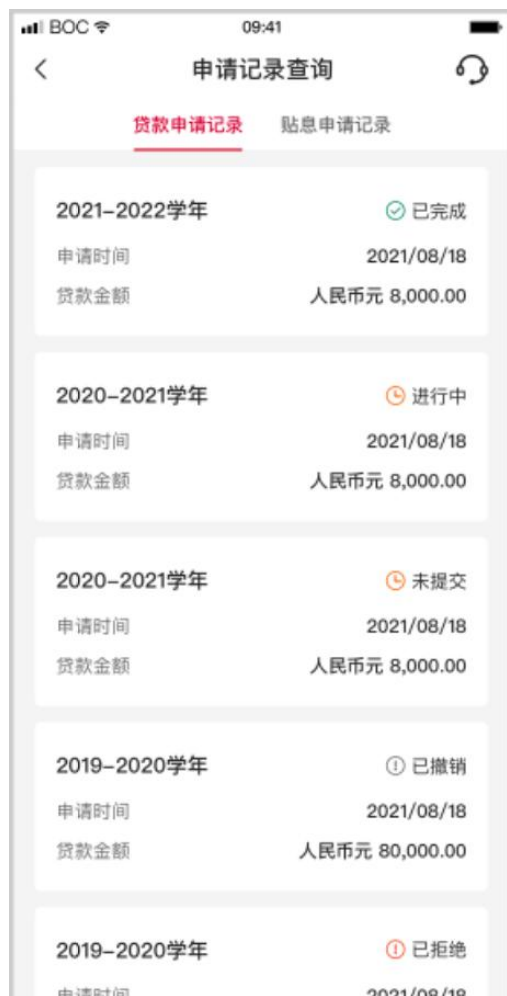 BOC 09:41
申请记录查询
贷款申请记录 贴息申请记录
2021-2022学年 已完成
申请时间 2021/08/18
贷款金额 人民币元 8,000.00
2020-2021学年 进行中
申请时间 2021/08/18
贷款金额 人民币元 8,000.00
2020-2021学年 未提交
申请时间 2021/08/18
贷款金额 人民币元 8,000.00
2019-2020学年 已撤销
申请时间 2021/08/18
贷款金额 人民币元 80,000.00
2019-2020学年 已拒绝
申请时间 2021/08/18